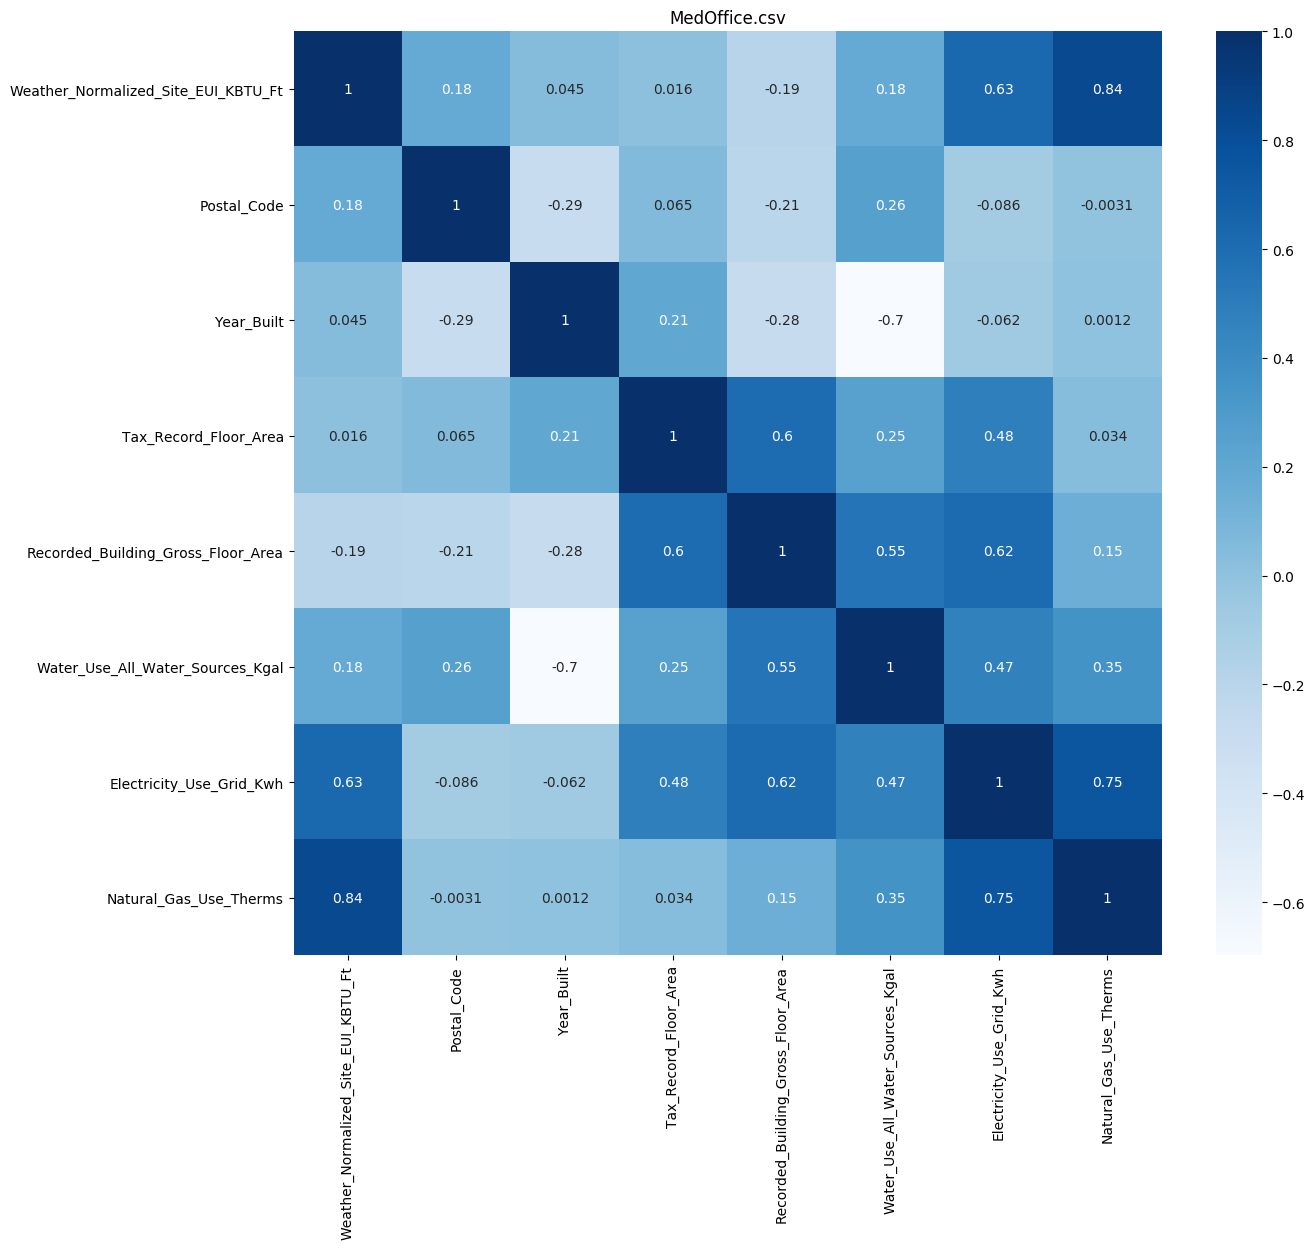 MedOffice.csv
Weather_Normalized_Site_EUI_KBTU_Ft 1 0.18 0.045 0.016 -0.19 0.18 0.63 0.84
Postal_Code 0.18 1 -0.29 0.065 -0.21 0.26 -0.086 -0.0031
Year_Built 0.045 -0.29 1 0.21 -0.28 -0.7 -0.062 0.0012
Tax_Record_Floor_Area 0.016 0.065 0.21 1 0.6 0.25 0.48 0.034
Recorded_Building_Gross_Floor_Area -0.19 -0.21 -0.28 0.6 1 0.55 0.62 0.15
Water_Use_All_Water_Sources_Kgal 0.18 0.26 -0.7 0.25 0.55 1 0.47 0.35
Electricity_Use_Grid_Kwh 0.63 -0.086 -0.062 0.48 0.62 0.47 1 0.75
Natural_Gas_Use_Therms 0.84 -0.0031 0.0012 0.034 0.15 0.35 0.75 1
Weather_Normalized_Site_EUI_KBTU_Ft
Postal_Code
Year_Built
Tax_Record_Floor_Area
Recorded_Building_Gross_Floor_Area
Water_Use_All_Water_Sources_Kgal
Electricity_Use_Grid_Kwh
Natural_Gas_Use_Therms
1.0
0.8
0.6
0.4
0.2
0.0
−0.2
−0.4
−0.6